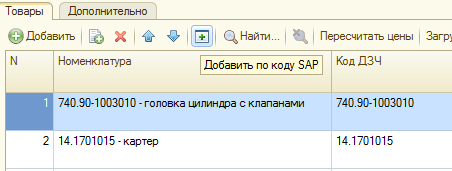 Товары Дополнительно
Добавить Найти... Пересчитать цены Загру
N Номенклатура Код ДЗЧ
Добавить по коду SAP
1 740.90-1003010 - головка цилиндра с клапанами 740.90-1003010
2 14.1701015 - картер 14.1701015